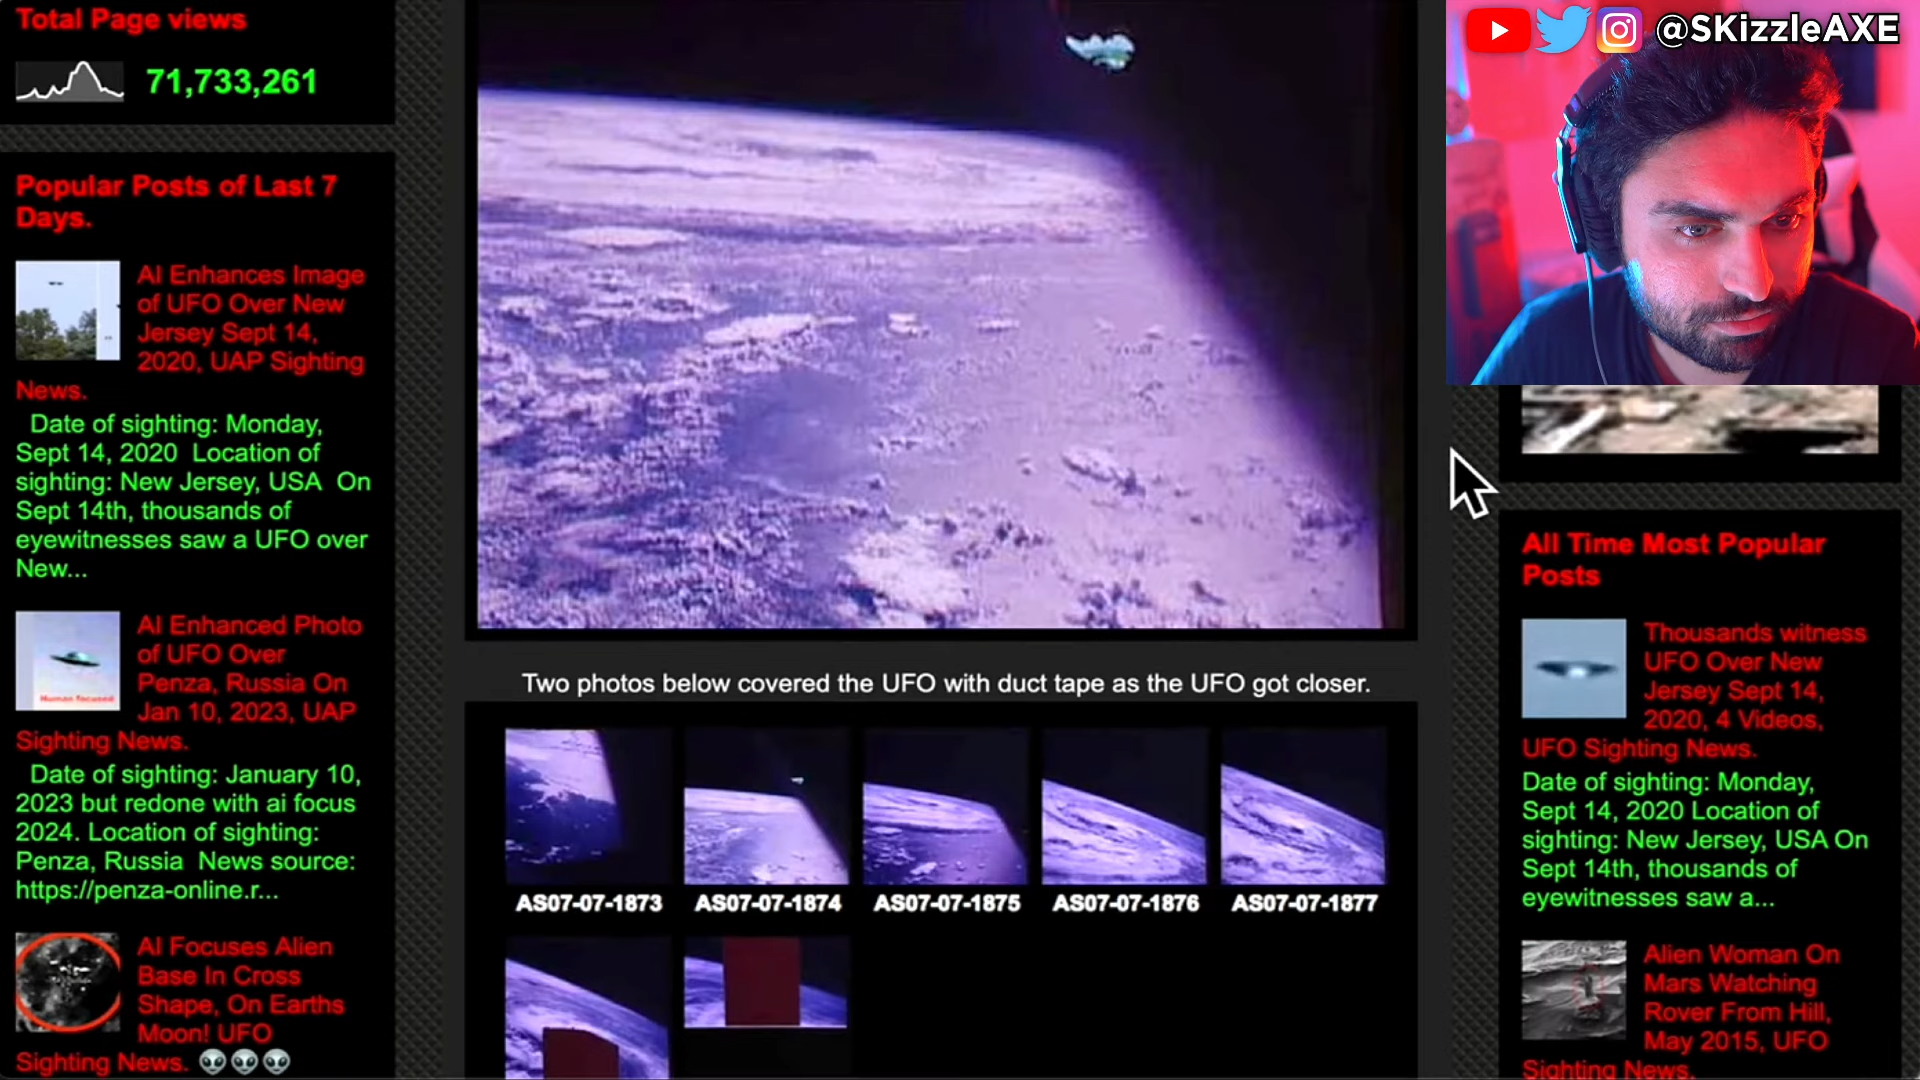 Total Page views
71,733,261
Popular Posts of Last 7
Days.
AI Enhances Image
of UFO Over New
Jersey Sept 14,
2020, UAP Sighting
News.
Date of sighting: Monday,
Sept 14, 2020 Location of
sighting: New Jersey, USA On
Sept 14th, thousands of
eyewitnesses saw a UFO over
New...
Human focused
AI Enhanced Photo
of UFO Over
Penza, Russia On
Jan 10, 2023, UAP
Sighting News.
Date of sighting: January 10,
2023 but redone with ai focus
2024. Location of sighting:
Penza, Russia News source:
https://penza-online.r...
AI Focuses Alien
Base In Cross
Shape, On Earths
Moon! UFO
Sighting News. 👽👽👽
Two photos below covered the UFO with duct tape as the UFO got closer.
AS07-07-1873 AS07-07-1874 AS07-07-1875 AS07-07-1876 AS07-07-1877
@SKizzleAXE
All Time Most Popular
Posts
Thousands witness
UFO Over New
Jersey Sept 14,
2020, 4 Videos,
UFO Sighting News.
Date of sighting: Monday,
Sept 14, 2020 Location of
sighting: New Jersey, USA On
Sept 14th, thousands of
eyewitnesses saw a...
Alien Woman On
Mars Watching
Rover From Hill,
May 2015, UFO
Sighting News.